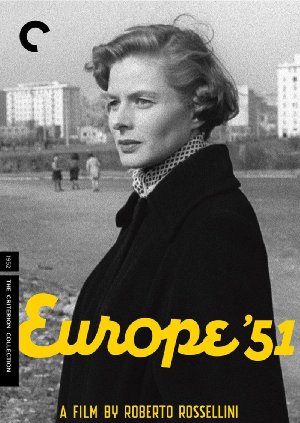 1952
THE CRITERION COLLECTION
EUROPE '51
A FILM BY ROBERTO ROSSELLINI